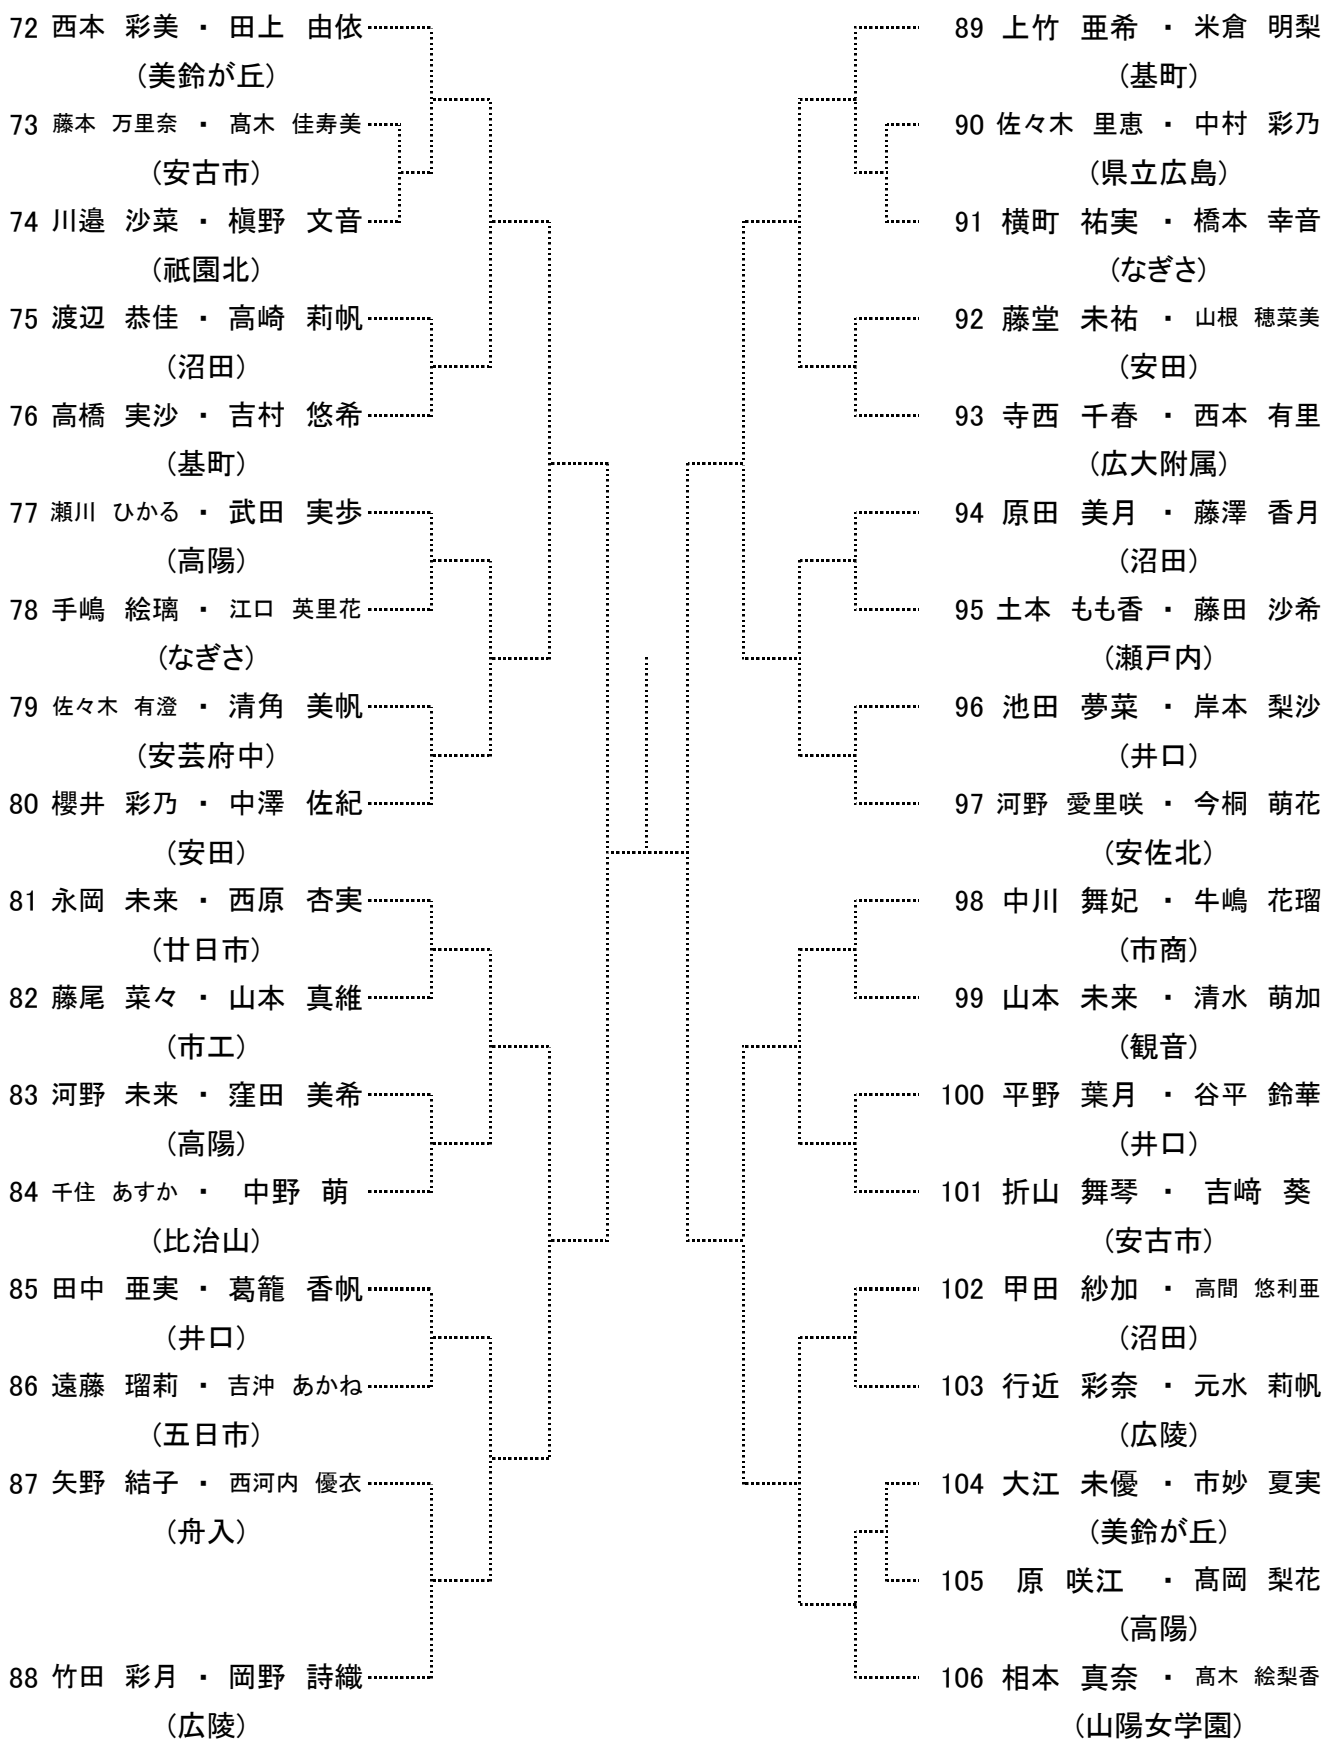 72 西本 彩美 ・ 田上 由依
(美鈴が丘)
73 藤本 万里奈 ・ 髙木 佳寿美
(安古市)
74 川邉 沙菜 ・ 槇野 文音
(祇園北)
75 渡辺 恭佳 ・ 高崎 莉帆
(沼田)
76 高橋 実沙 ・ 吉村 悠希
(基町)
77 瀬川 ひかる ・ 武田 実歩
(高陽)
78 手嶋 絵璃 ・ 江口 英里花
(なぎさ)
79 佐々木 有澄 ・ 清角 美帆
(安芸府中)
80 櫻井 彩乃 ・ 中澤 佐紀
(安田)
81 永岡 未来 ・ 西原 杏実
(廿日市)
82 藤尾 菜々 ・ 山本 真維
(市工)
83 河野 未来 ・ 窪田 美希
(高陽)
84 千住 あすか ・ 中野 萌
(比治山)
85 田中 亜実 ・ 葛籠 香帆
(井口)
86 遠藤 瑠莉 ・ 吉沖 あかね
(五日市)
87 矢野 結子 ・ 西河内 優衣
(舟入)
88 竹田 彩月 ・ 岡野 詩織
(広陵)
89 上竹 亜希 ・ 米倉 明梨
(基町)
90 佐々木 里恵 ・ 中村 彩乃
(県立広島)
91 横町 祐実 ・ 橋本 幸音
(なぎさ)
92 藤堂 未祐 ・ 山根 穂菜美
(安田)
93 寺西 千春 ・ 西本 有里
(広大附属)
94 原田 美月 ・ 藤澤 香月
(沼田)
95 土本 もも香 ・ 藤田 沙希
(瀬戸内)
96 池田 夢菜 ・ 岸本 梨沙
(井口)
97 河野 愛里咲 ・ 今桐 萌花
(安佐北)
98 中川 舞妃 ・ 牛嶋 花瑠
(市商)
99 山本 未来 ・ 清水 萌加
(観音)
100 平野 葉月 ・ 谷平 鈴華
(井口)
101 折山 舞琴 ・ 吉﨑 葵
(安古市)
102 甲田 紗加 ・ 高間 悠利亜
(沼田)
103 行近 彩奈 ・ 元水 莉帆
(広陵)
104 大江 未優 ・ 市妙 夏実
(美鈴が丘)
105 原 咲江 ・ 髙岡 梨花
(高陽)
106 相本 真奈 ・ 髙木 絵梨香
(山陽女学園)